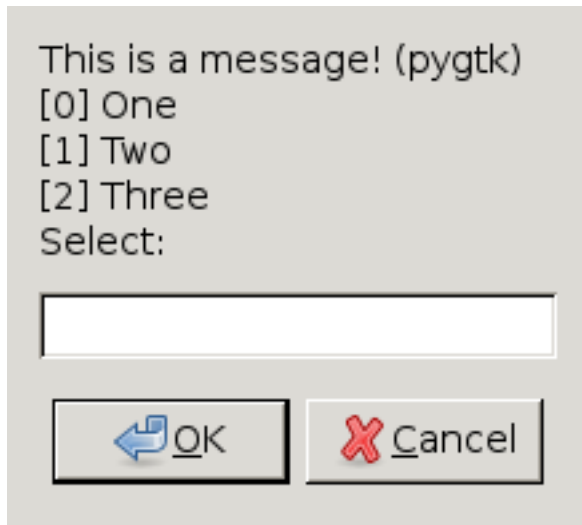 This is a message! (pygtk)
[0] One
[1] Two
[2] Three
Select:
OK
Cancel